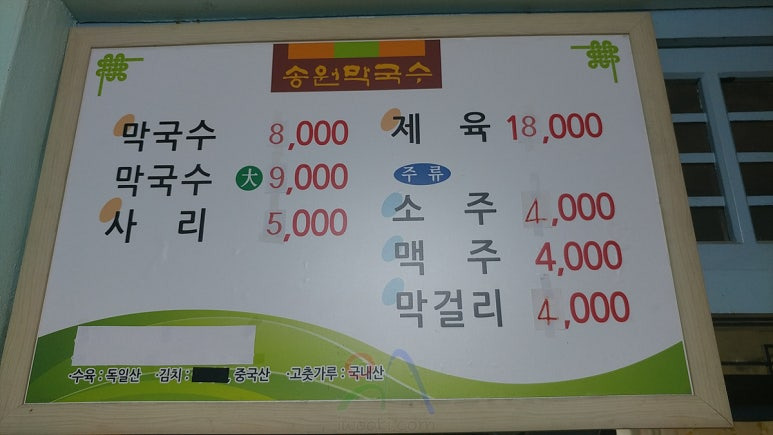 송원막국수
막국수 8,000
막국수 大 9,000
사 리 5,000
제 육 18,000
주 류
소 주 4,000
맥 주 4,000
막걸리 4,000
·수육 : 독일산 ·김치 : , 중국산 ·고춧가루 : 국내산
iwacki.com